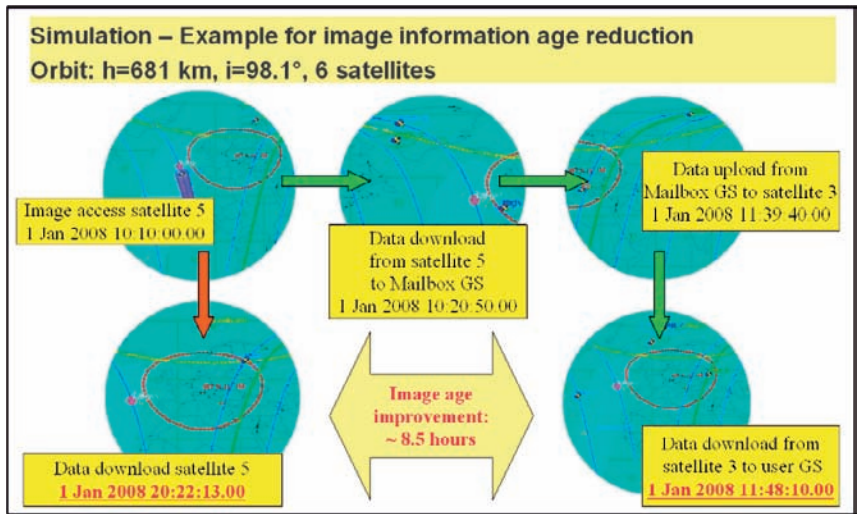 Simulation – Example for image information age reduction
Orbit: h=681 km, i=98.1°, 6 satellites
Image access satellite 5
1 Jan 2008 10:10:00.00
Data download
from satellite 5
to Mailbox GS
1 Jan 2008 10:20:50.00
Data upload from
Mailbox GS to satellite 3
1 Jan 2008 11:39:40.00
Data download satellite 5
1 Jan 2008 20:22:13.00
Image age
improvement:
~ 8.5 hours
Data download from
satellite 3 to user GS
1 Jan 2008 11:48:10.00